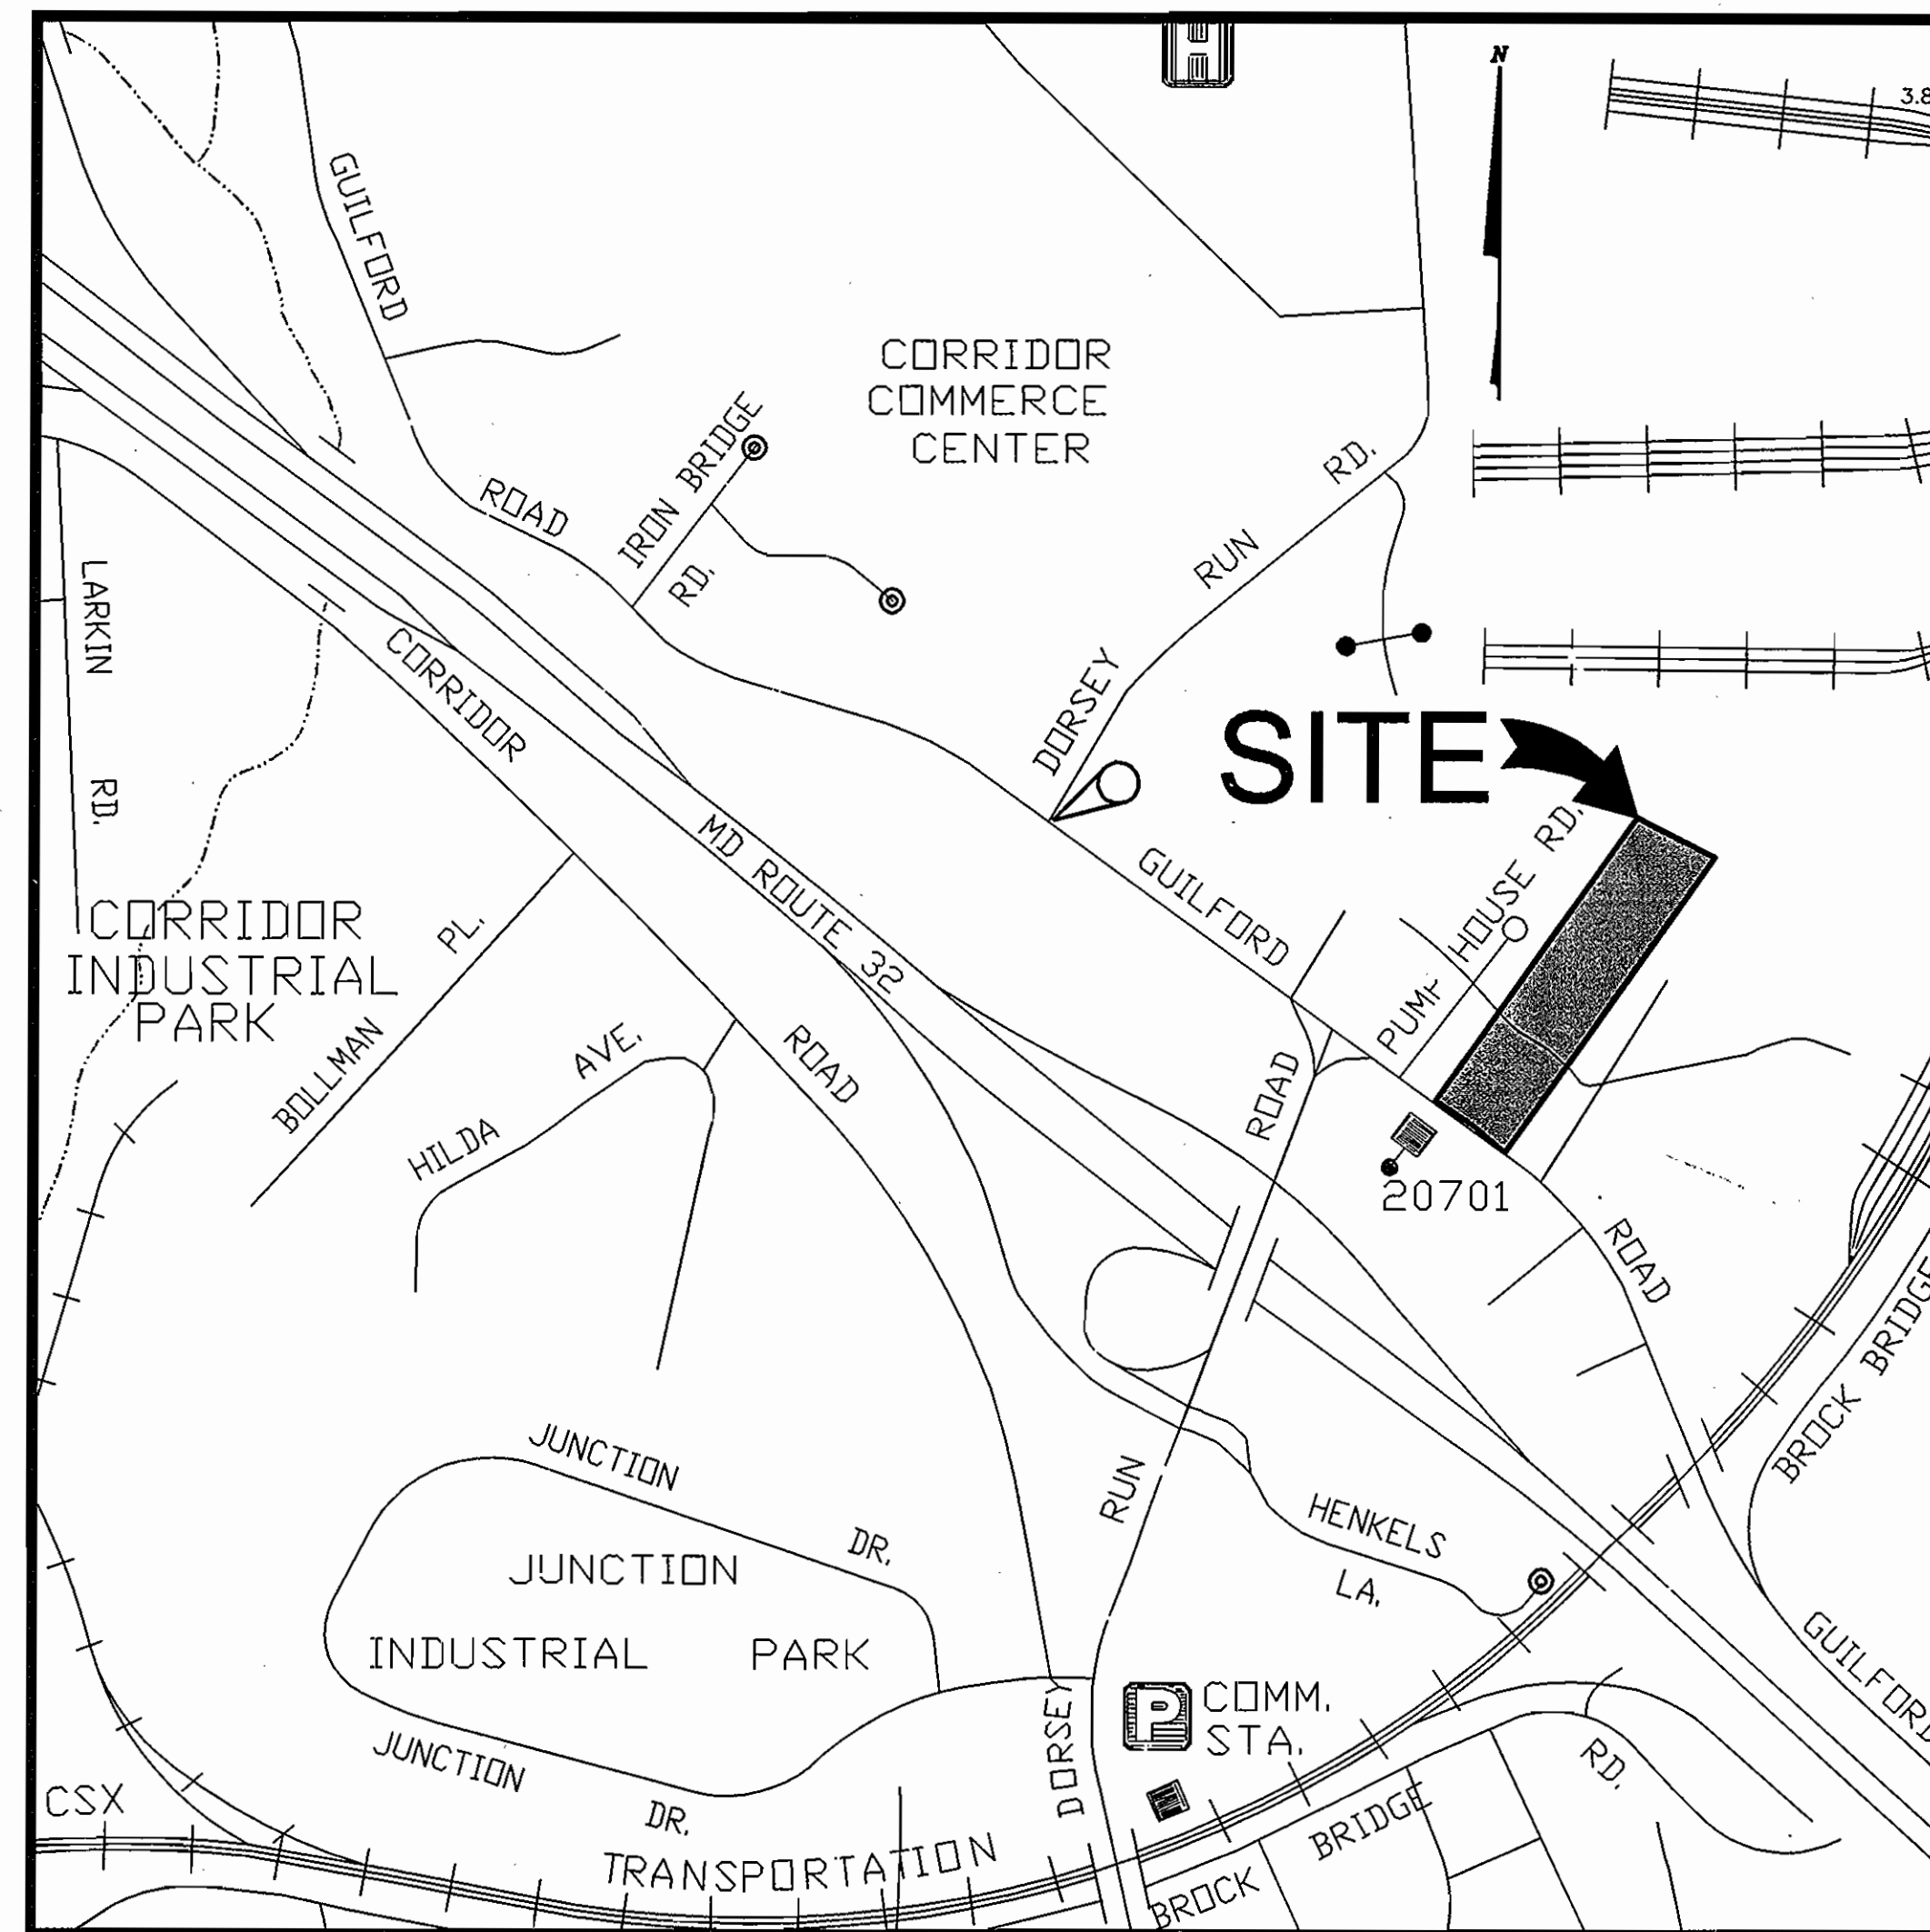 N
3.8
GUILFORD
CORRIDOR
COMMERCE
CENTER
IRON BRIDGE
RD.
ROAD
RD.
RUN
DORSEY
LARKIN
RD.
CORRIDOR
SITE
MD ROUTE 32
GUILFORD
PUMP HOUSE RD.
CORRIDOR
INDUSTRIAL
PARK
BOLLMAN PL.
HILDA AVE.
ROAD
ROAD
20701
ROAD
BROCK BRIDGE
JUNCTION
DR.
RUN
HENKELS
LA.
JUNCTION
INDUSTRIAL PARK
GUILFORD
P
COMM.
STA.
DORSEY
JUNCTION
DR.
RD.
CSX
TRANSPORTATION
BROCK
BRIDGE